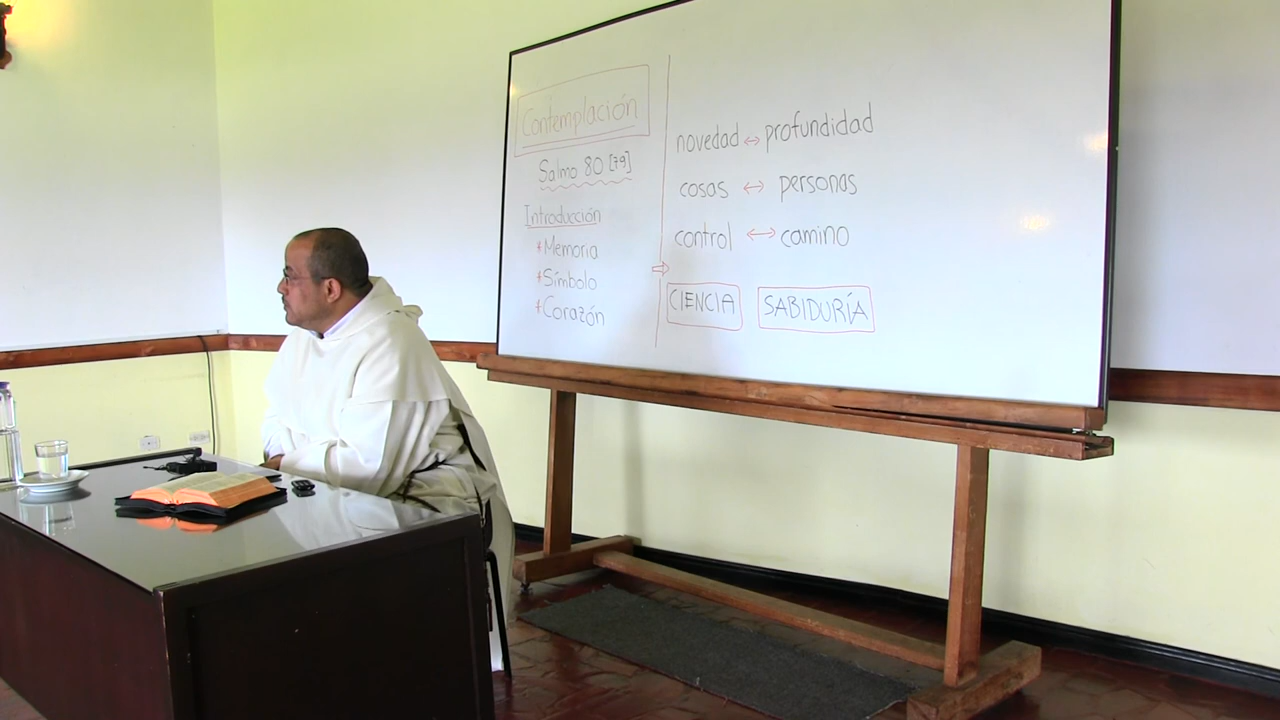 Contemplación
Salmo 80 [79]
Introducción
+Memoria
+Símbolo
+Corazón
novedad ↔ profundidad
cosas ↔ personas
control ↔ camino
⇒
CIENCIA SABIDURÍA